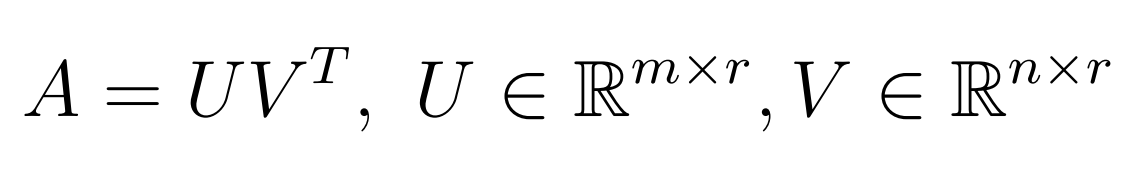 A = UV^T, U ∈ ℝ^{m×r}, V ∈ ℝ^{n×r}